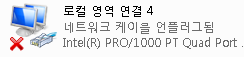 로컬 영역 연결 4
네트워크 케이블 언플러그됨
Intel(R) PRO/1000 PT Quad Port ...